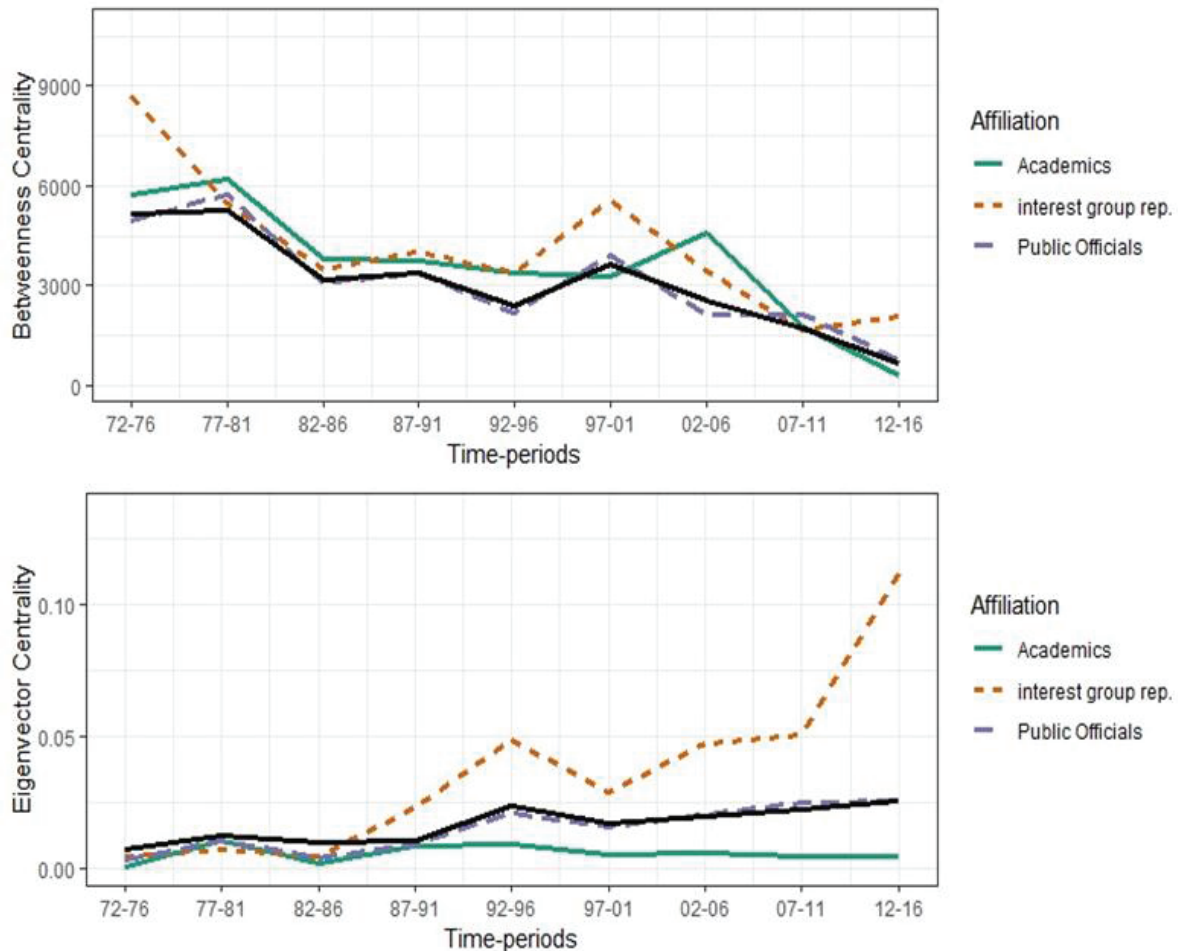 Betweenness Centrality
9000
6000
3000
0
72-76 77-81 82-86 87-91 92-96 97-01 02-06 07-11 12-16
Time-periods
Affiliation
Academics
interest group rep.
Public Officials
Eigenvector Centrality
0.10
0.05
0.00
72-76 77-81 82-86 87-91 92-96 97-01 02-06 07-11 12-16
Time-periods
Affiliation
Academics
interest group rep.
Public Officials